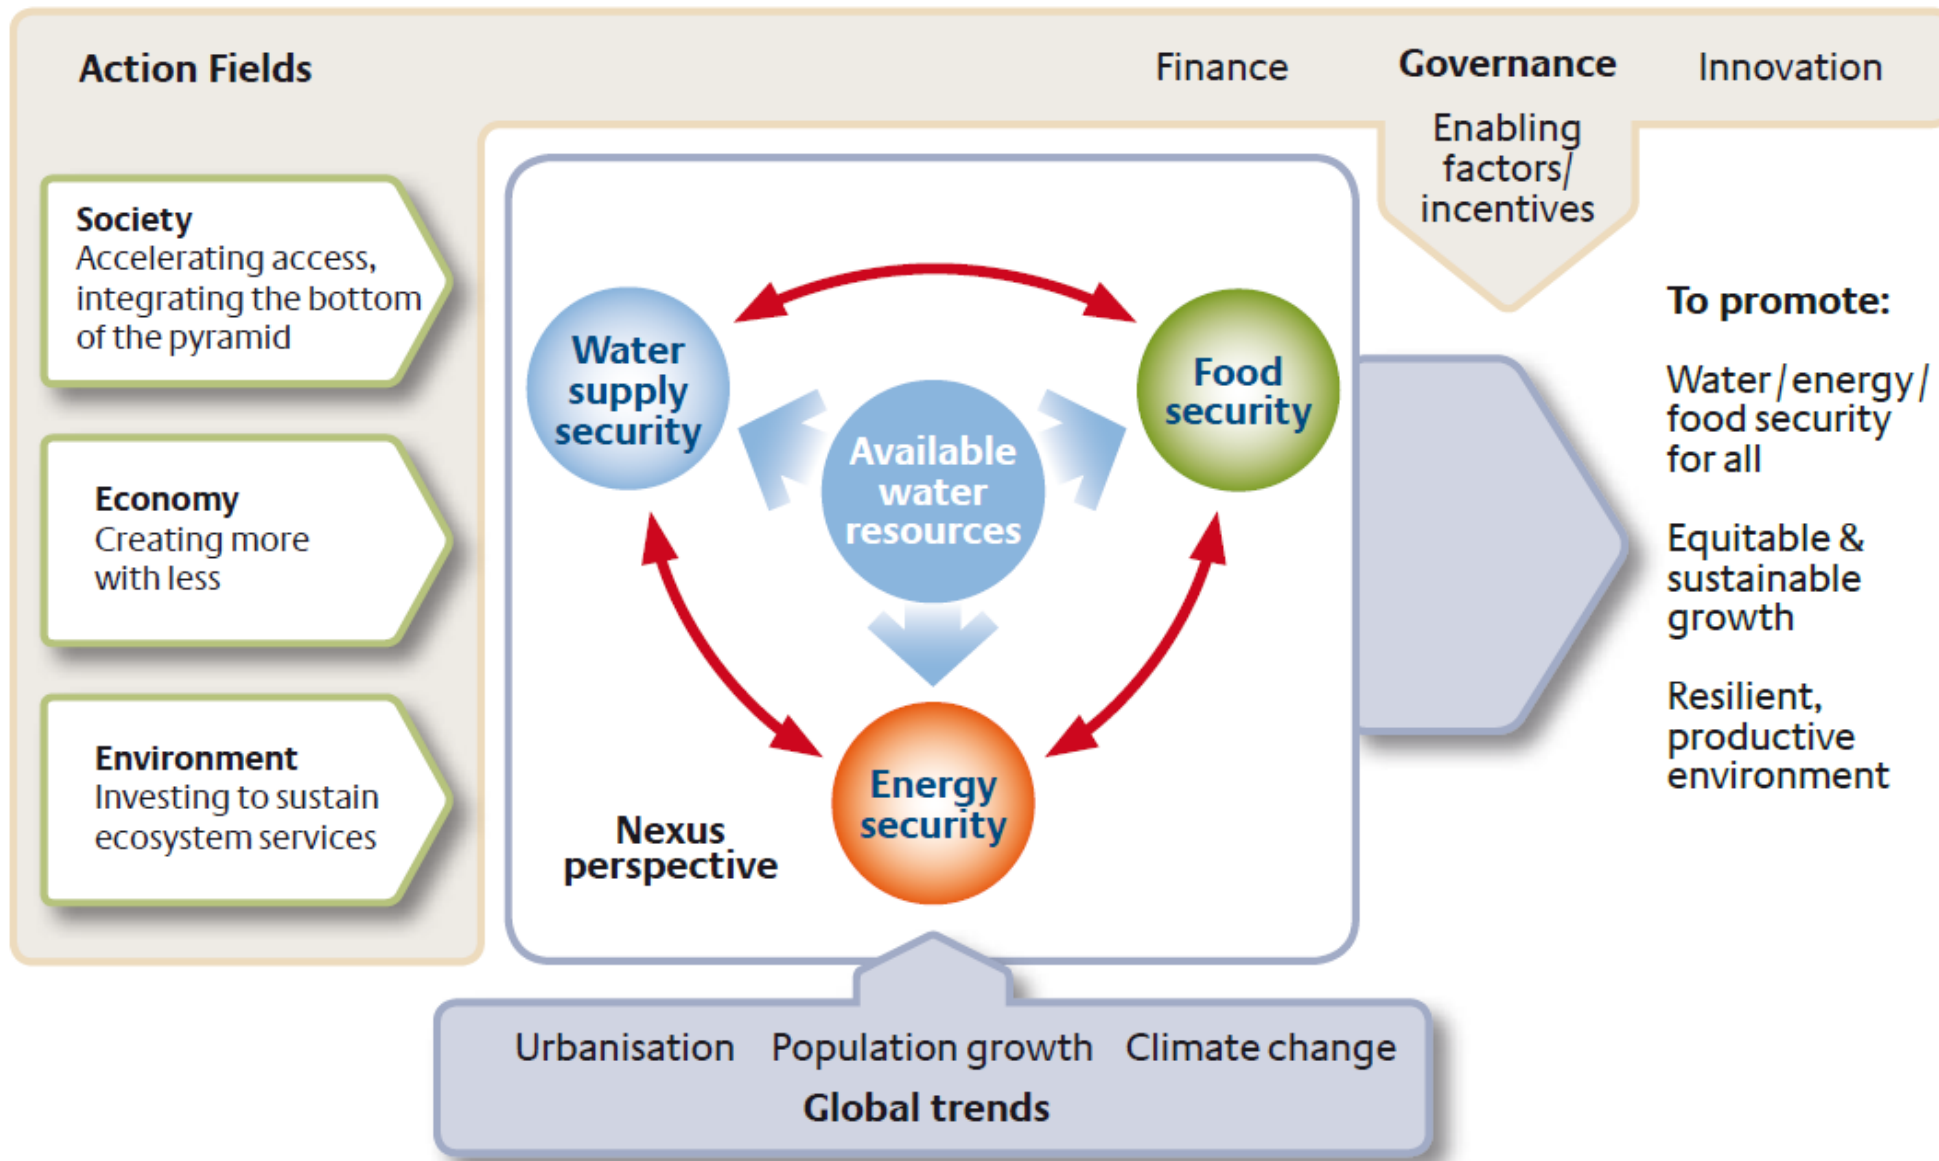 Action Fields
Finance
Governance
Innovation
Enabling
factors/
incentives
Society
Accelerating access,
integrating the bottom
of the pyramid
Economy
Creating more
with less
Environment
Investing to sustain
ecosystem services
Water
supply
security
Food
security
Available
water
resources
Energy
security
Nexus
perspective
To promote:
Water / energy /
food security
for all
Equitable &
sustainable
growth
Resilient,
productive
environment
Urbanisation
Population growth
Climate change
Global trends